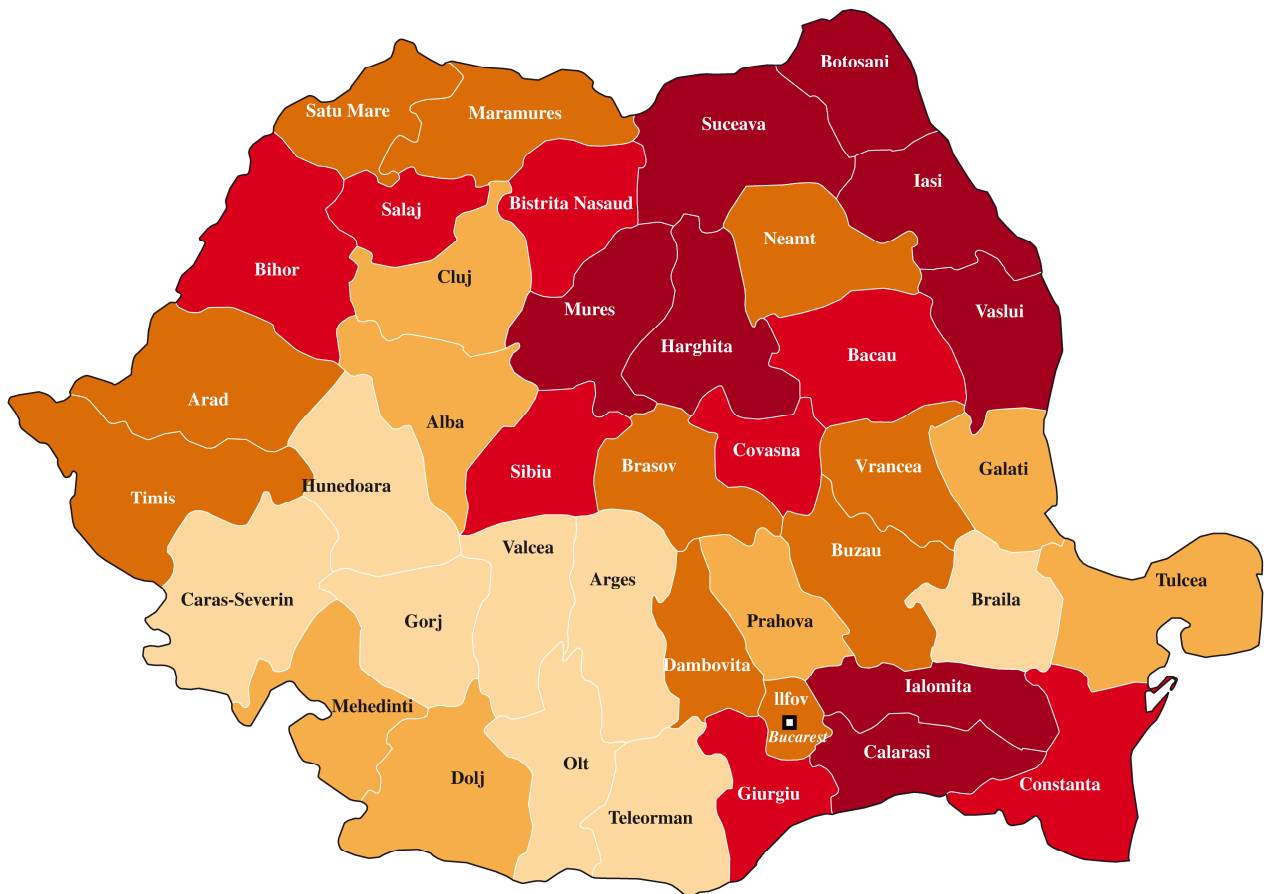 Botosani
Satu Mare
Maramures
Suceava
Iasi
Salaj
Bistrita Nasaud
Neamt
Bihor
Cluj
Mures
Vaslui
Harghita
Bacau
Arad
Alba
Covasna
Sibiu
Brasov
Vrancea
Galati
Timis
Hunedoara
Valcea
Buzau
Arges
Tulcea
Caras-Severin
Braila
Gorj
Prahova
Dambovita
Ialomita
Ilfov
Mehedinti
Bucarest
Calarasi
Olt
Dolj
Constanta
Giurgiu
Teleorman